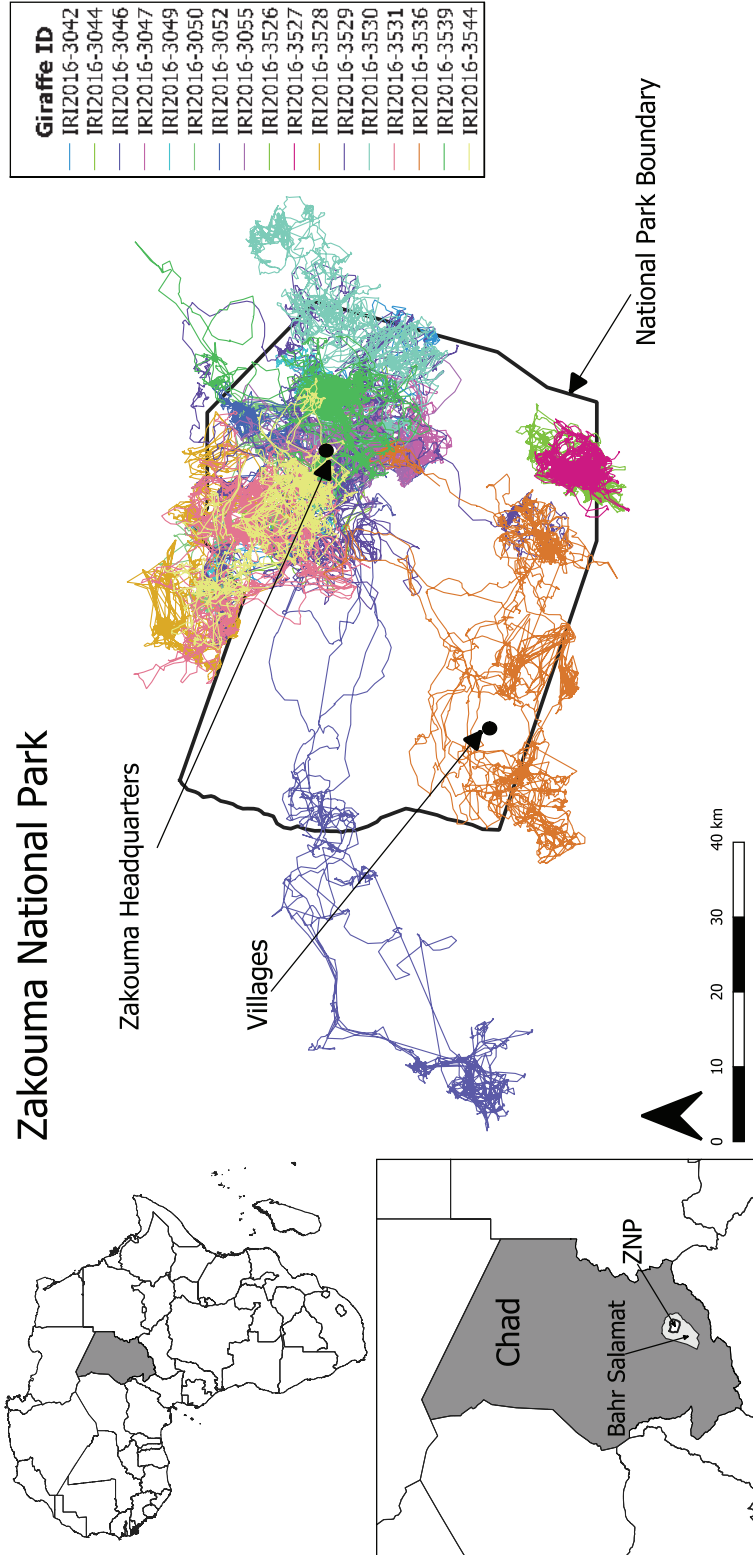 Zakouma National Park
Zakouma Headquarters
Villages
National Park Boundary
Giraffe ID
IRI2016-3042
IRI2016-3044
IRI2016-3046
IRI2016-3047
IRI2016-3049
IRI2016-3050
IRI2016-3052
IRI2016-3055
IRI2016-3526
IRI2016-3527
IRI2016-3528
IRI2016-3529
IRI2016-3530
IRI2016-3531
IRI2016-3536
IRI2016-3539
IRI2016-3544
0 10 20 30 40 km
Chad
Bahr Salamat
ZNP